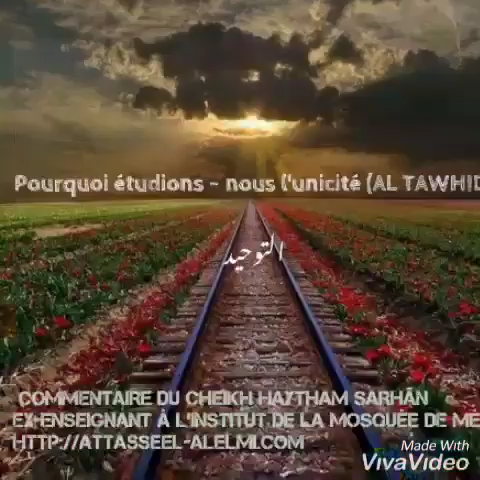 Pourquoi étudions - nous l'unicité (AL TAWHID
التوحيد
COMMENTAIRE DU CHEIKH HAYTHAM SARHAN
EX-ENSEIGNANT À L'INSTITUT DE LA MOSQUÉE DE ME
HTTP://ATTASSEEL-ALELMI.COM
Made With
VivaVideo